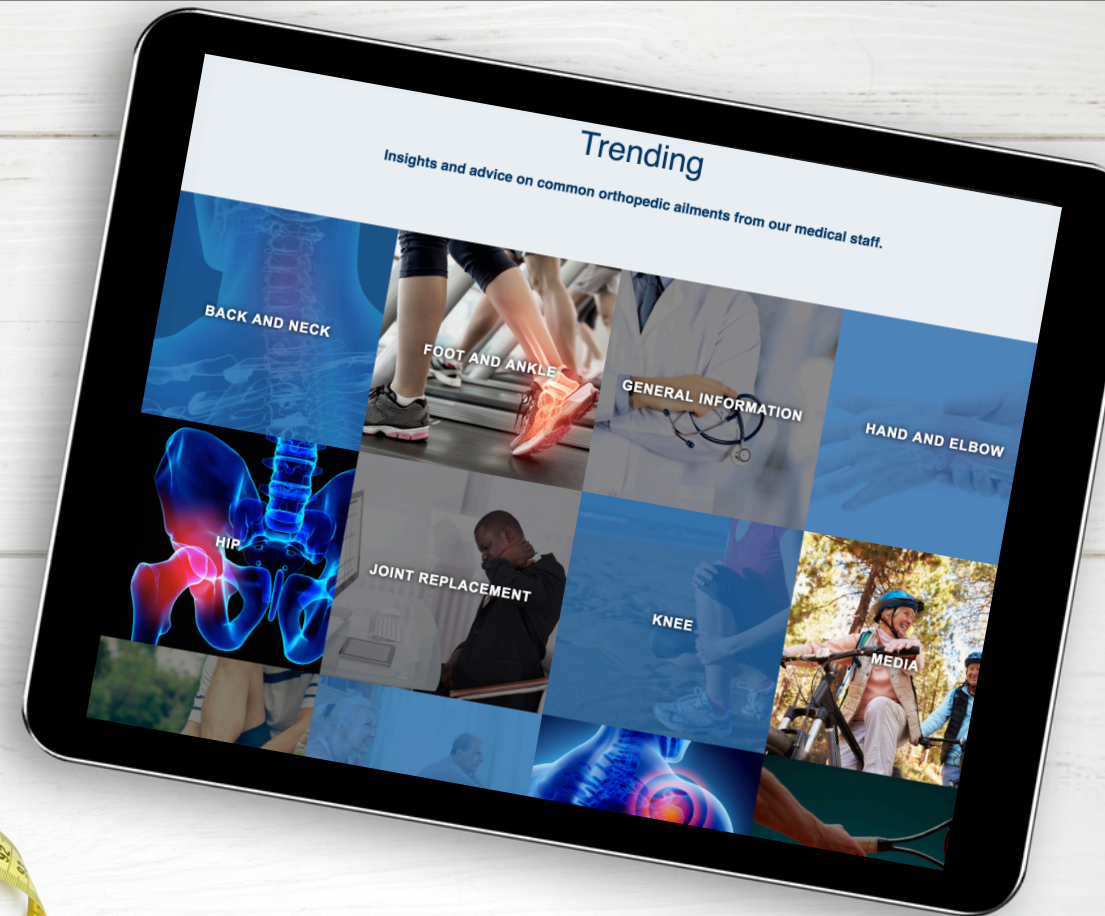 Trending
Insights and advice on common orthopedic ailments from our medical staff.
BACK AND NECK
FOOT AND ANKLE
GENERAL INFORMATION
HAND AND ELBOW
HIP
JOINT REPLACEMENT
KNEE
MEDIA